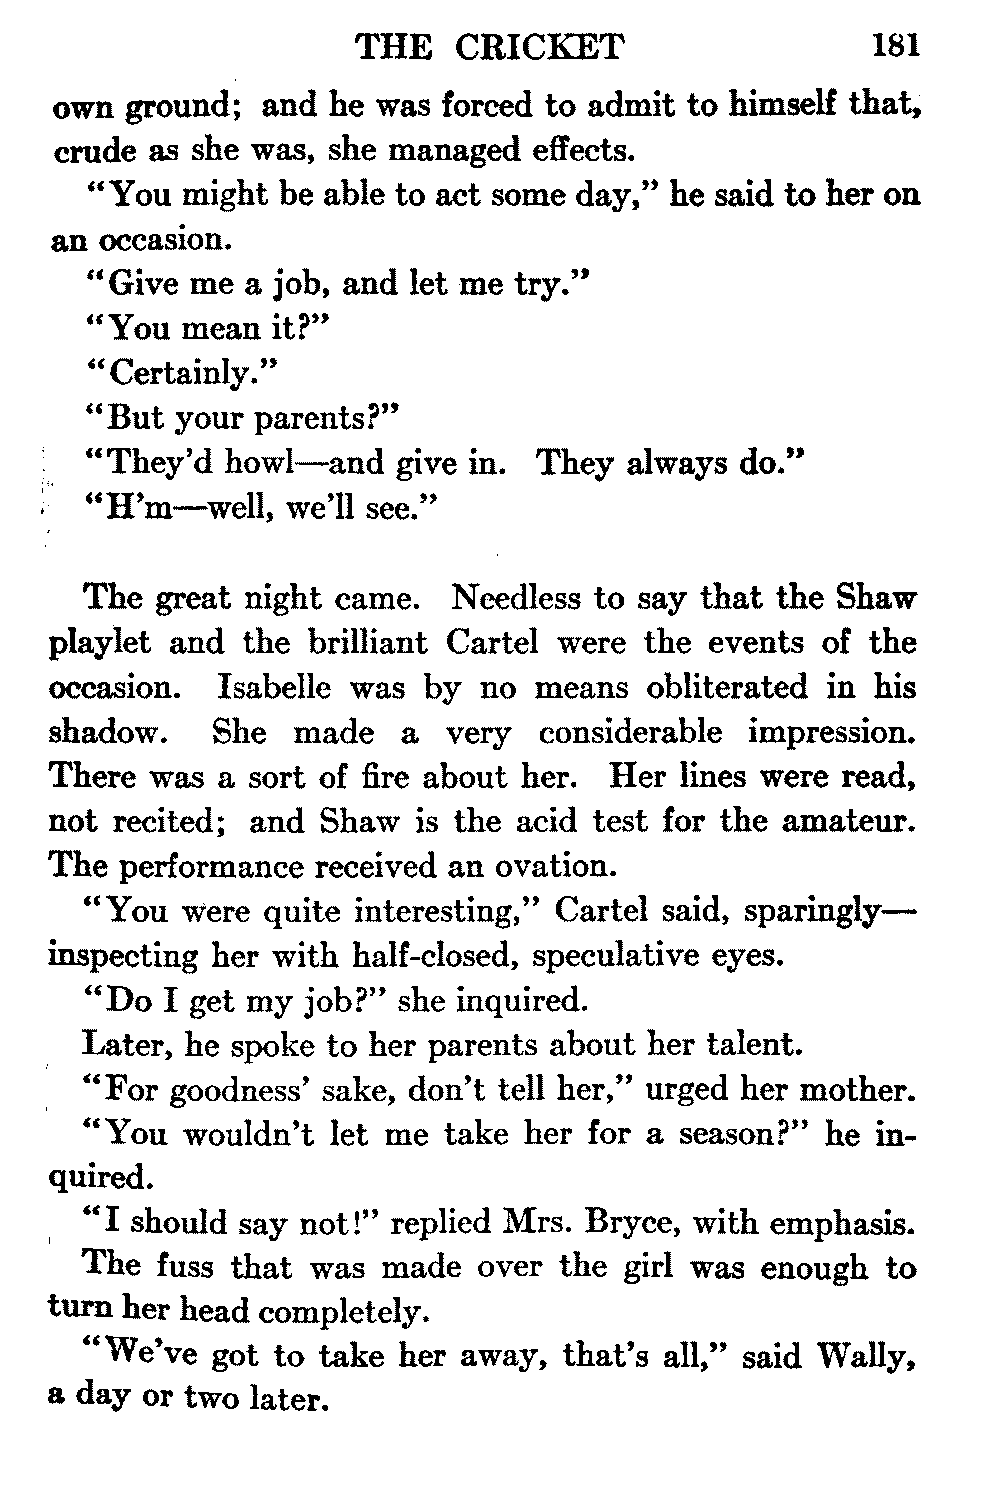 THE CRICKET 181
own ground; and he was forced to admit to himself that,
crude as she was, she managed effects.
"You might be able to act some day," he said to her on
an occasion.
"Give me a job, and let me try."
"You mean it?"
"Certainly."
"But your parents?"
"They'd howl—and give in. They always do."
"H'm—well, we'll see."
The great night came. Needless to say that the Shaw
playlet and the brilliant Cartel were the events of the
occasion. Isabelle was by no means obliterated in his
shadow. She made a very considerable impression.
There was a sort of fire about her. Her lines were read,
not recited; and Shaw is the acid test for the amateur.
The performance received an ovation.
"You were quite interesting," Cartel said, sparingly—
inspecting her with half-closed, speculative eyes.
"Do I get my job?" she inquired.
Later, he spoke to her parents about her talent.
"For goodness' sake, don't tell her," urged her mother.
"You wouldn't let me take her for a season?" he in-
quired.
"I should say not!" replied Mrs. Bryce, with emphasis.
The fuss that was made over the girl was enough to
turn her head completely.
"We've got to take her away, that's all," said Wally,
a day or two later.